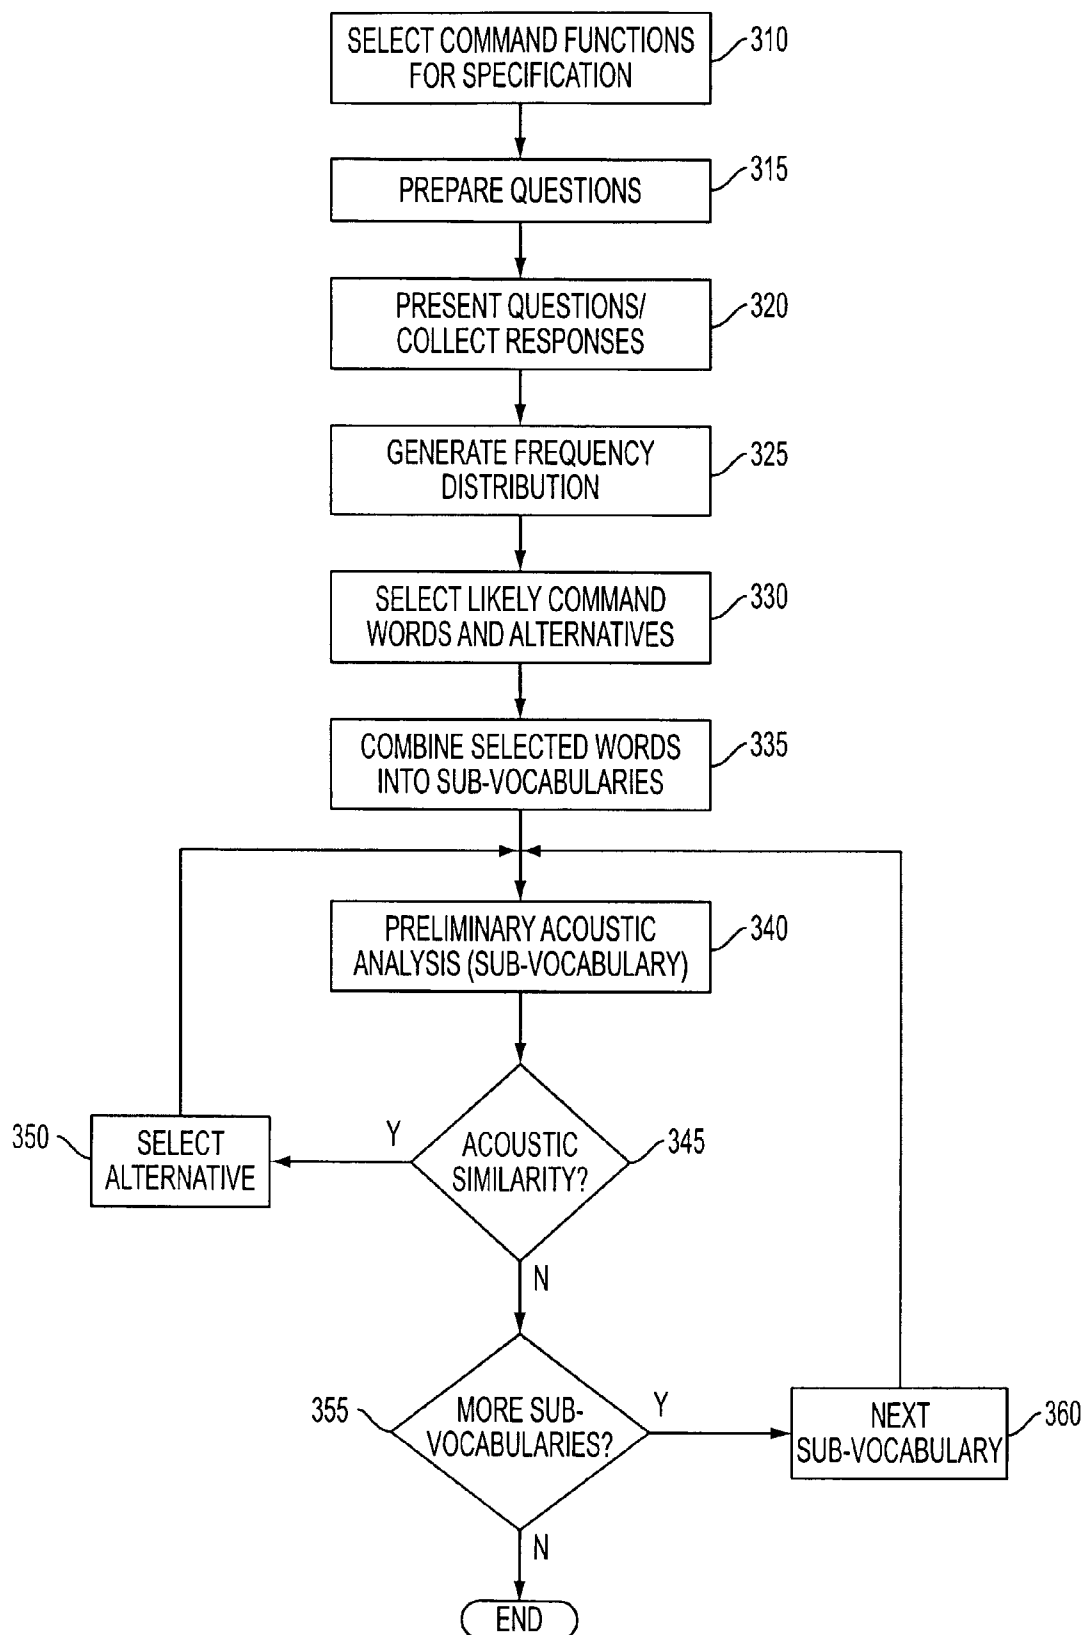 SELECT COMMAND FUNCTIONS
FOR SPECIFICATION
310
PREPARE QUESTIONS
315
PRESENT QUESTIONS/
COLLECT RESPONSES
320
GENERATE FREQUENCY
DISTRIBUTION
325
SELECT LIKELY COMMAND
WORDS AND ALTERNATIVES
330
COMBINE SELECTED WORDS
INTO SUB-VOCABULARIES
335
PRELIMINARY ACOUSTIC
ANALYSIS (SUB-VOCABULARY)
340
350
SELECT
ALTERNATIVE
Y
ACOUSTIC
SIMILARITY?
345
N
355
MORE SUB-
VOCABULARIES?
Y
NEXT
SUB-VOCABULARY
360
N
END